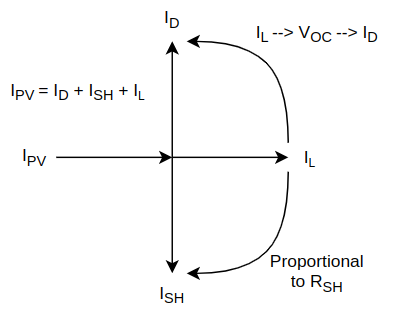 I_D
I_L --> V_OC --> I_D
I_PV = I_D + I_SH + I_L
I_PV
I_L
Proportional
to R_SH
I_SH